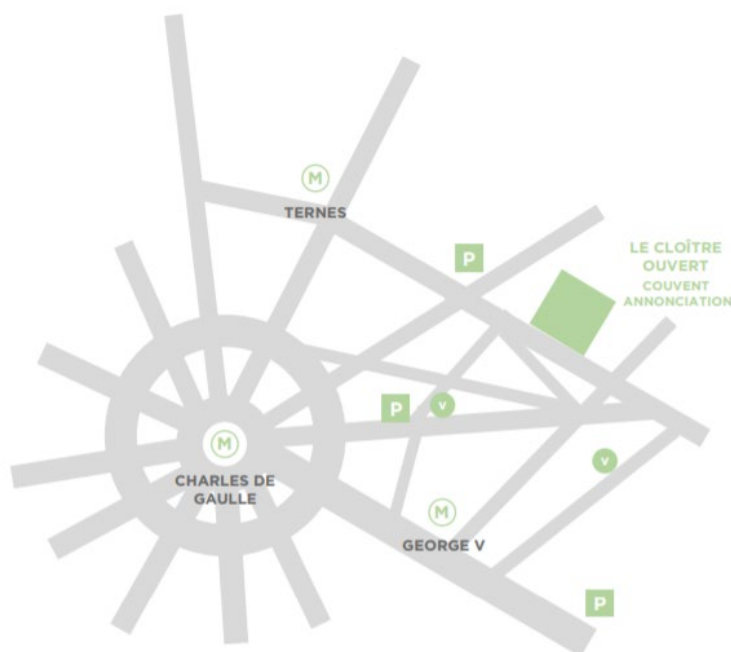 M
TERNES
P
LE CLOÎTRE
OUVERT
COUVENT
ANNONCIATION
P
V
M
V
CHARLES DE
GAULLE
M
GEORGE V
P